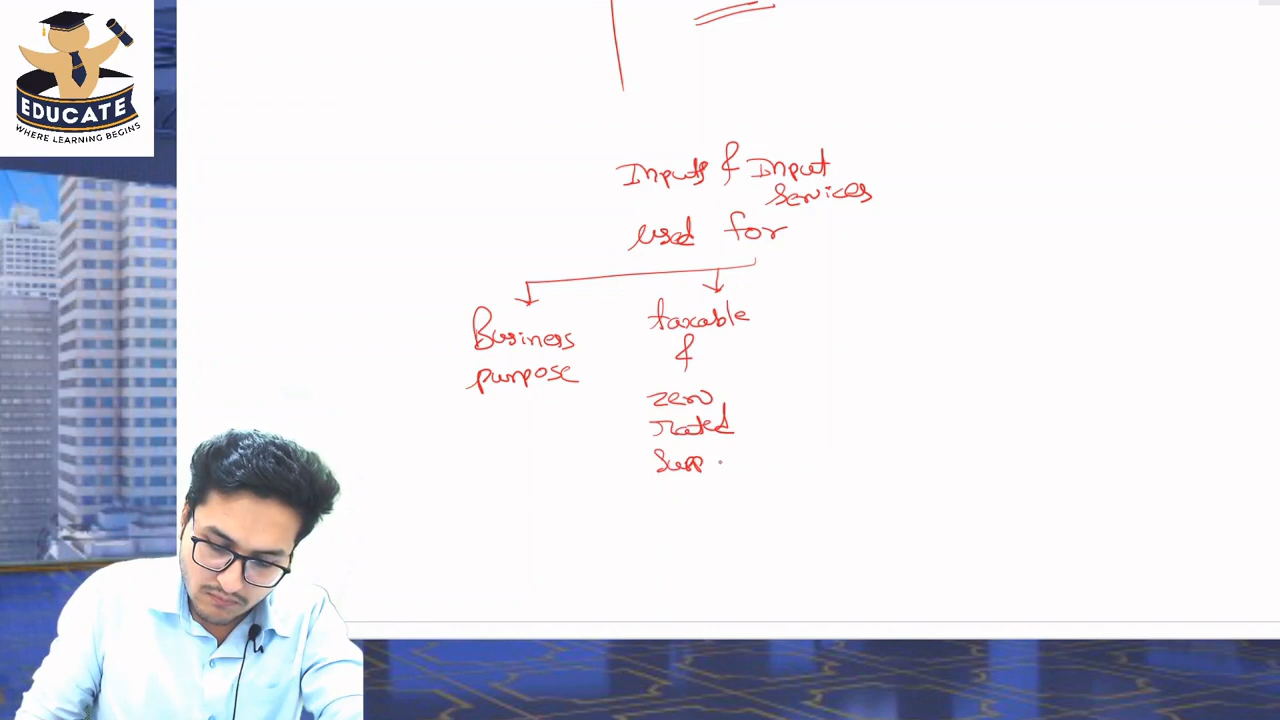 EDUCATE
WHERE LEARNING BEGINS
Inputs & Input
Services
used for
Business
purpose
taxable
&
zero
rated
Supp